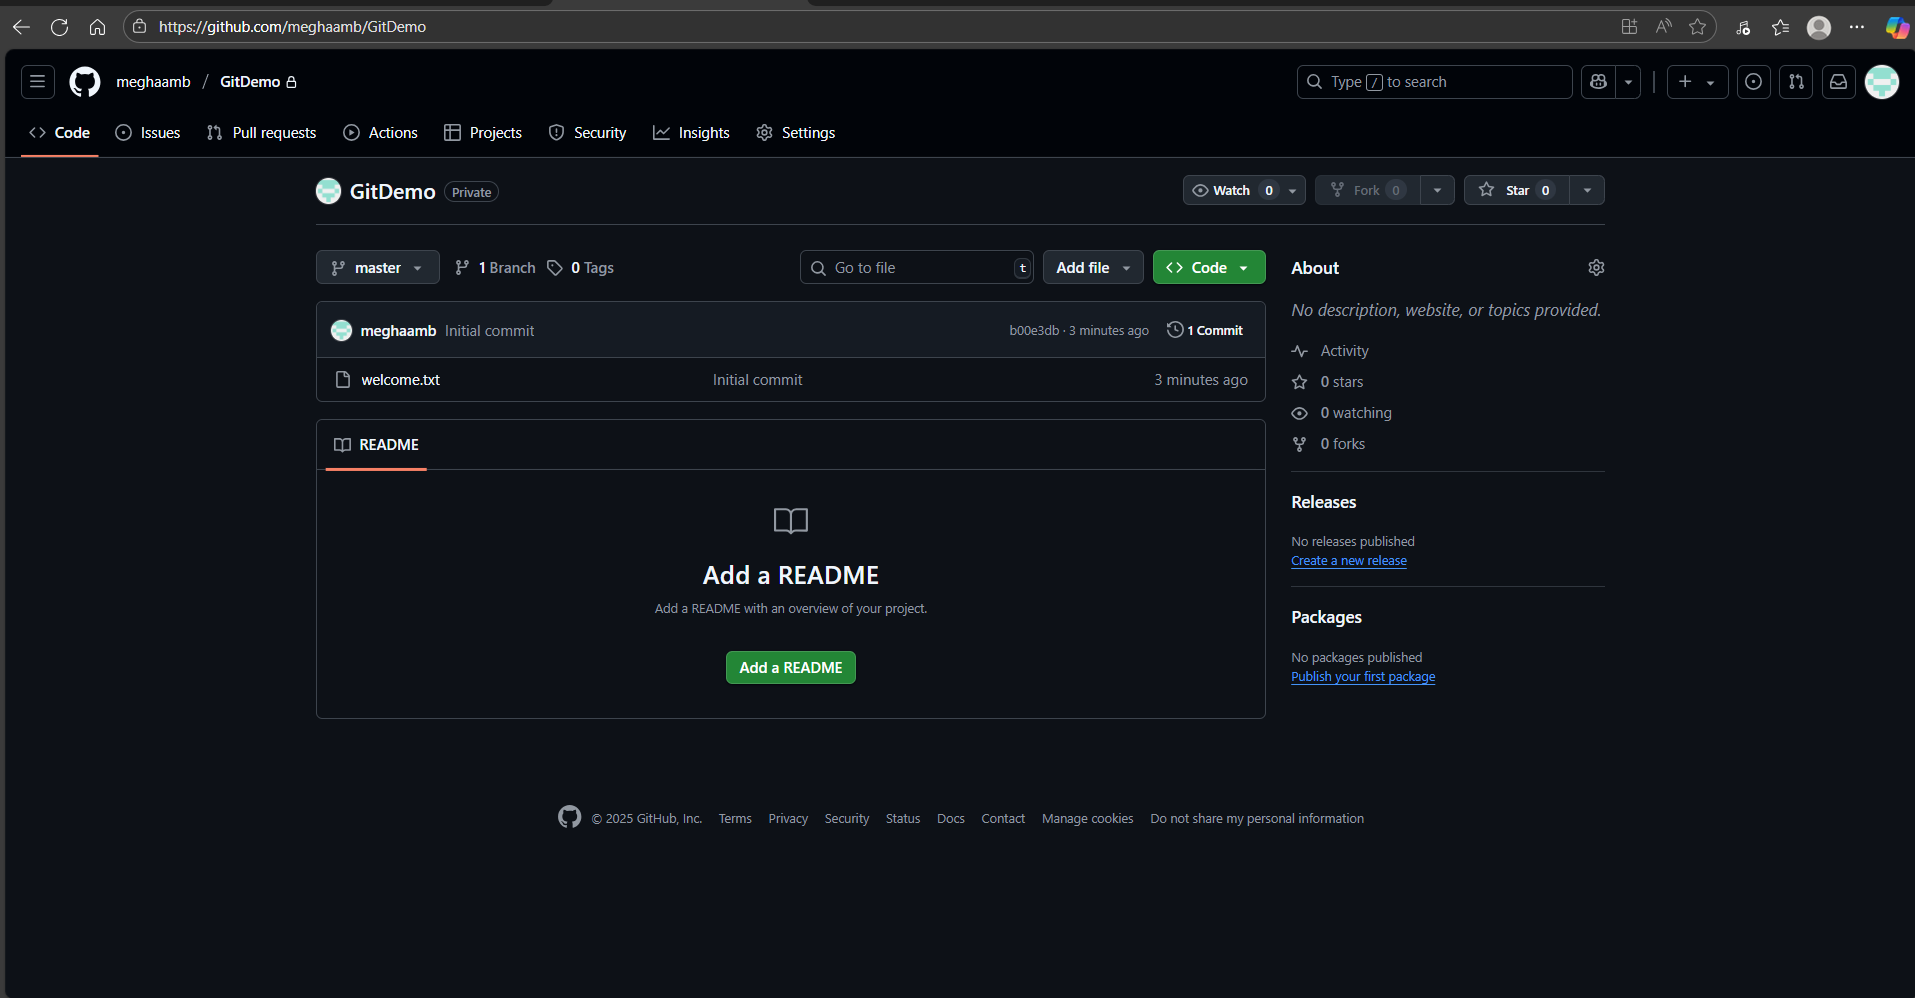 https://github.com/meghaamb/GitDemo
meghaamb / GitDemo
Type / to search
Code Issues Pull requests Actions Projects Security Insights Settings
GitDemo Private
Watch 0 Fork 0 Star 0
master 1 Branch 0 Tags Go to file t Add file Code
meghaamb Initial commit b00e3db · 3 minutes ago 1 Commit
welcome.txt Initial commit 3 minutes ago
README
Add a README
Add a README with an overview of your project.
Add a README
About
No description, website, or topics provided.
Activity
0 stars
0 watching
0 forks
Releases
No releases published
Create a new release
Packages
No packages published
Publish your first package
© 2025 GitHub, Inc. Terms Privacy Security Status Docs Contact Manage cookies Do not share my personal information